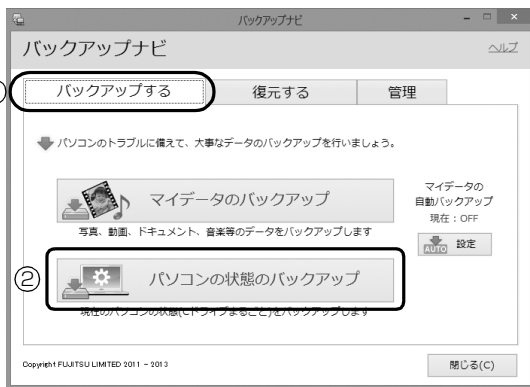 バックアップナビ
バックアップナビ
ヘルプ
バックアップする 復元する 管理
パソコンのトラブルに備えて、大事なデータのバックアップを行いましょう。
マイデータのバックアップ
写真、動画、ドキュメント、音楽等のデータをバックアップします
マイデータの
自動バックアップ
現在：OFF
AUTO 設定
②
パソコンの状態のバックアップ
現在のパソコンの状態(Cドライブまるごと)をバックアップします
Copyright FUJITSU LIMITED 2011 - 2013
閉じる(C)